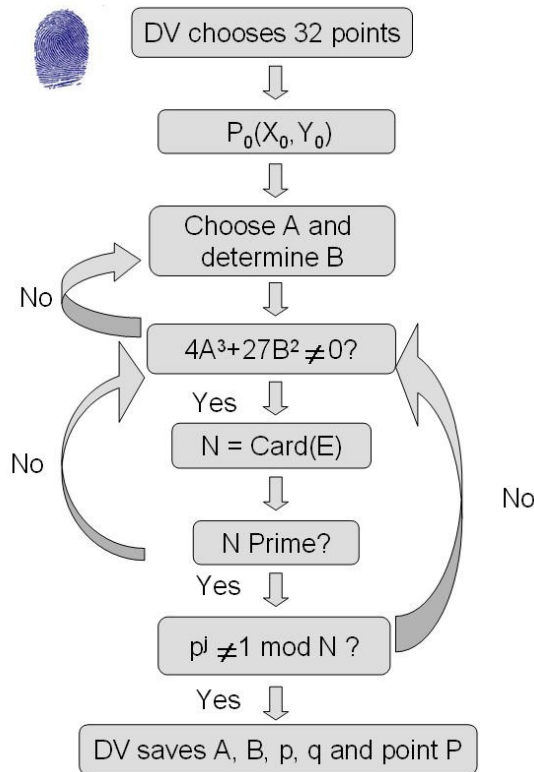 DV chooses 32 points
P₀(X₀,Y₀)
Choose A and
determine B
No
4A³+27B² ≠0?
Yes
N = Card(E)
No
No
N Prime?
Yes
pʲ ≠1 mod N ?
Yes
DV saves A, B, p, q and point P